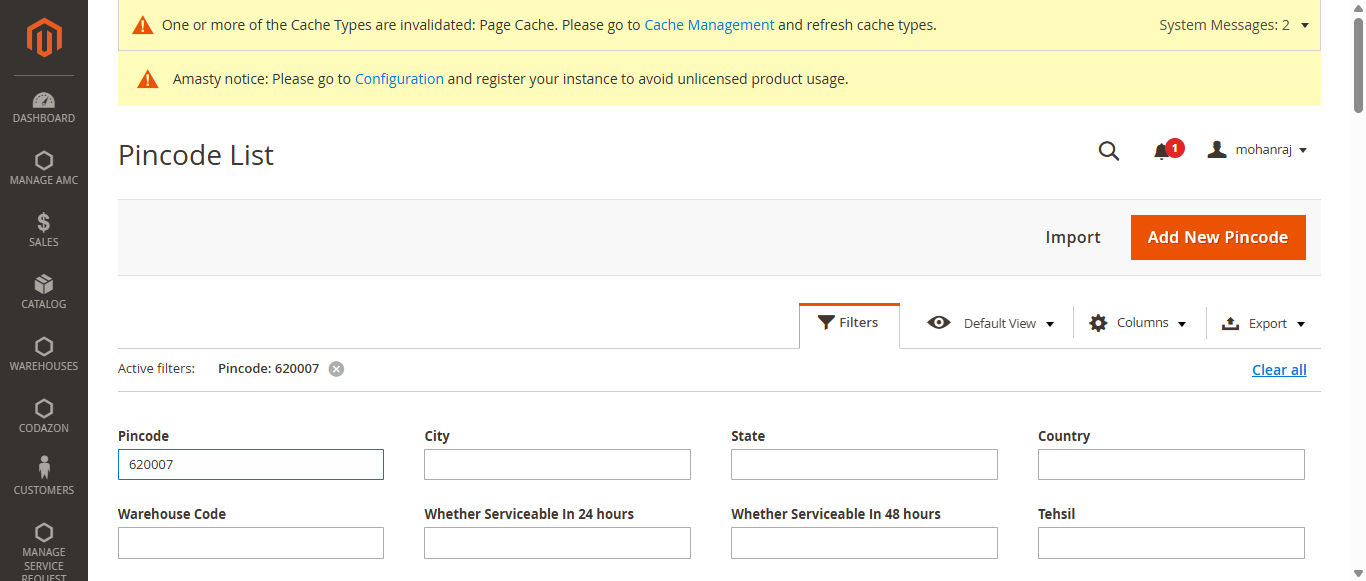 One or more of the Cache Types are invalidated: Page Cache. Please go to Cache Management and refresh cache types.
System Messages: 2
Amasty notice: Please go to Configuration and register your instance to avoid unlicensed product usage.
DASHBOARD
MANAGE AMC
SALES
CATALOG
WAREHOUSES
CODAZON
CUSTOMERS
MANAGE
SERVICE
REQUEST
Pincode List
1
mohanraj
Import
Add New Pincode
Filters
Default View
Columns
Export
Active filters:
Pincode: 620007
Clear all
Pincode
City
State
Country
620007
Warehouse Code
Whether Serviceable In 24 hours
Whether Serviceable In 48 hours
Tehsil